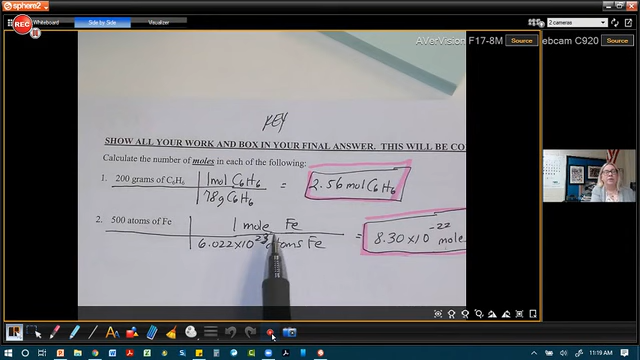 sphere2
REC
Whiteboard
Side by Side
Visualizer
2 cameras
AVerVision F17-8M
Source
ebcam C920
Source
KEY
SHOW ALL YOUR WORK AND BOX IN YOUR FINAL ANSWER. THIS WILL BE CO
Calculate the number of moles in each of the following:
1. 200 grams of C6H6
1mol C6H6
78g C6H6
=
2.56 mol C6H6
2. 500 atoms of Fe
1 mole Fe
6.022x10^23 atoms Fe
=
8.30 x10^-22 mole
11:19 AM